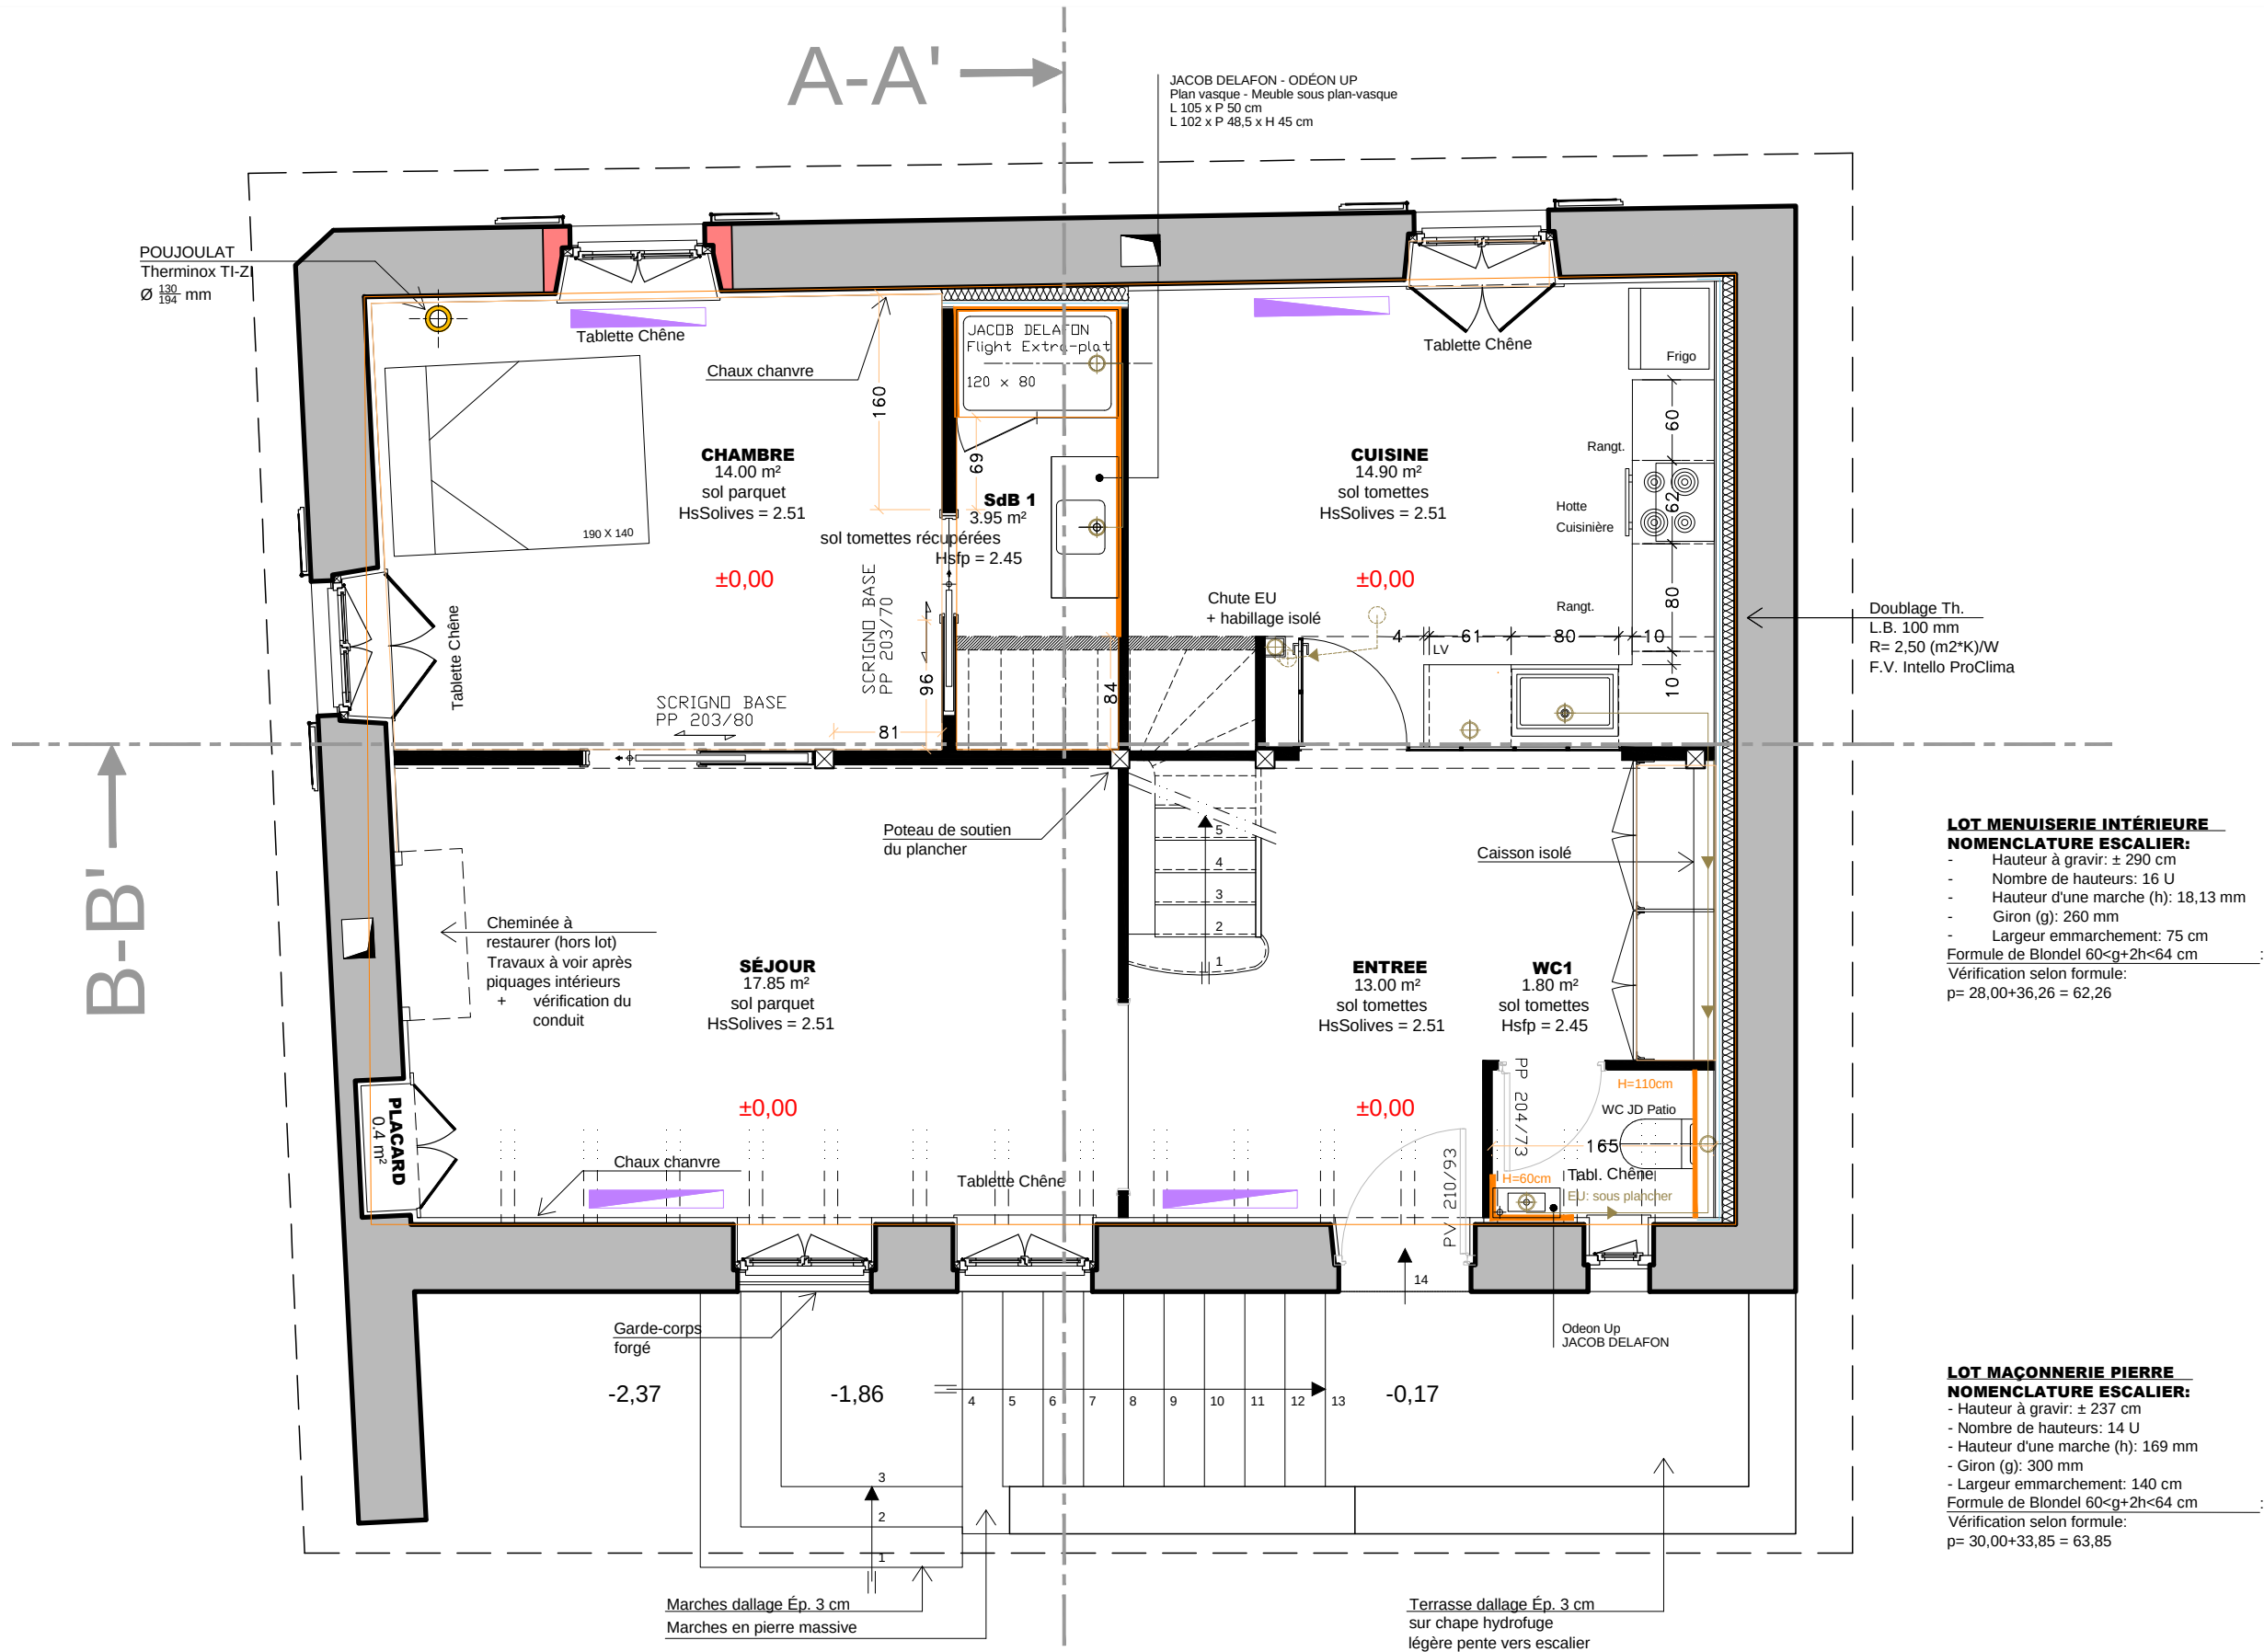 A-A'
JACOB DELAFON - ODÉON UP
Plan vasque - Meuble sous plan-vasque
L 105 x P 50 cm
L 102 x P 48,5 x H 45 cm
POUJOULAT
Therminox TI-ZI
Ø 130/194 mm
Tablette Chêne
Chaux chanvre
160
JACOB DELAFON
Flight Extra-plat
120 x 80
69
Tablette Chêne
Frigo
60
Rangt.
62
Hotte
Cuisinière
80
Rangt.
10
CHAMBRE
14.00 m²
sol parquet
HsSolives = 2.51
190 X 140
±0,00
SdB 1
3.95 m²
sol tomettes récupérées
Hsfp = 2.45
CUISINE
14.90 m²
sol tomettes
HsSolives = 2.51
±0,00
SCRIGNO BASE
PP 203/70
96
Tablette Chêne
SCRIGNO BASE
PP 203/80
81
84
Chute EU
+ habillage isolé
4
61
80
10
LV
Doublage Th.
L.B. 100 mm
R= 2,50 (m2*K)/W
F.V. Intello ProClima
B-B'
Poteau de soutien
du plancher
5
4
3
2
1
Caisson isolé
Cheminée à
restaurer (hors lot)
Travaux à voir après
piquages intérieurs
+ vérification du
conduit
SÉJOUR
17.85 m²
sol parquet
HsSolives = 2.51
±0,00
ENTREE
13.00 m²
sol tomettes
HsSolives = 2.51
±0,00
WC1
1.80 m²
sol tomettes
Hsfp = 2.45
LOT MENUISERIE INTÉRIEURE
NOMENCLATURE ESCALIER:
- Hauteur à gravir: ± 290 cm
- Nombre de hauteurs: 16 U
- Hauteur d'une marche (h): 18,13 mm
- Giron (g): 260 mm
- Largeur emmarchement: 75 cm
Formule de Blondel 60<g+2h<64 cm :
Vérification selon formule:
p= 28,00+36,26 = 62,26
PLACARD
0.4 m²
Chaux chanvre
Tablette Chêne
PV 210/93
PP 204/73
H=110cm
WC JD Patio
165
H=60cm
Tabl. Chêne
EU: sous plancher
14
Garde-corps
forgé
Odeon Up
JACOB DELAFON
-2,37
-1,86
4
5
6
7
8
9
10
11
12
13
-0,17
3
2
1
LOT MAÇONNERIE PIERRE
NOMENCLATURE ESCALIER:
- Hauteur à gravir: ± 237 cm
- Nombre de hauteurs: 14 U
- Hauteur d'une marche (h): 169 mm
- Giron (g): 300 mm
- Largeur emmarchement: 140 cm
Formule de Blondel 60<g+2h<64 cm :
Vérification selon formule:
p= 30,00+33,85 = 63,85
Marches dallage Ép. 3 cm
Marches en pierre massive
Terrasse dallage Ép. 3 cm
sur chape hydrofuge
légère pente vers escalier